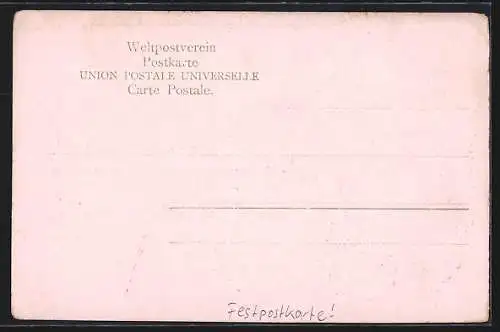 Weltpostverein
Postkarte
UNION POSTALE UNIVERSELLE
Carte Postale.
Festpostkarte!